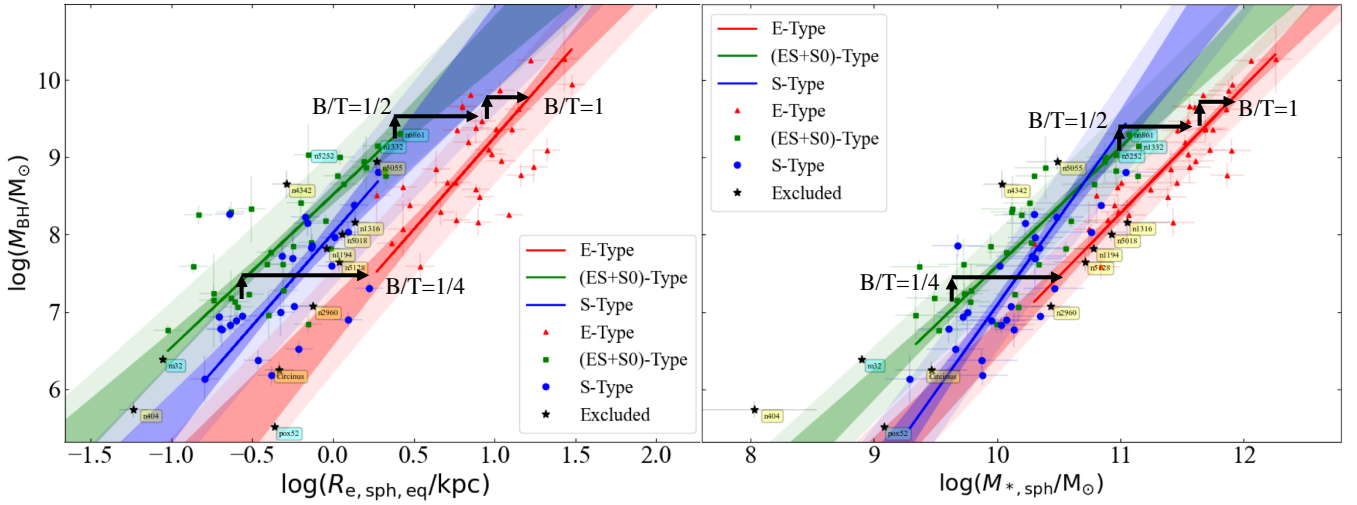 log(M_BH/M⊙)
10
9
8
7
6
B/T=1/2
B/T=1
B/T=1/4
n6861
n1332
n5252
n5055
n4342
n1316
n5018
n1194
n5128
n2960
m32
Circinus
n404
pox52
E-Type
(ES+S0)-Type
S-Type
E-Type
(ES+S0)-Type
S-Type
Excluded
−1.5 −1.0 −0.5 0.0 0.5 1.0 1.5 2.0
log(R_e, sph, eq/kpc)
E-Type
(ES+S0)-Type
S-Type
E-Type
(ES+S0)-Type
S-Type
Excluded
B/T=1/2
B/T=1
B/T=1/4
n6861
n1332
n5252
n5055
n4342
n1316
n5018
n1194
n5128
n2960
m32
Circinus
n404
pox52
8 9 10 11 12
log(M_*, sph/M⊙)